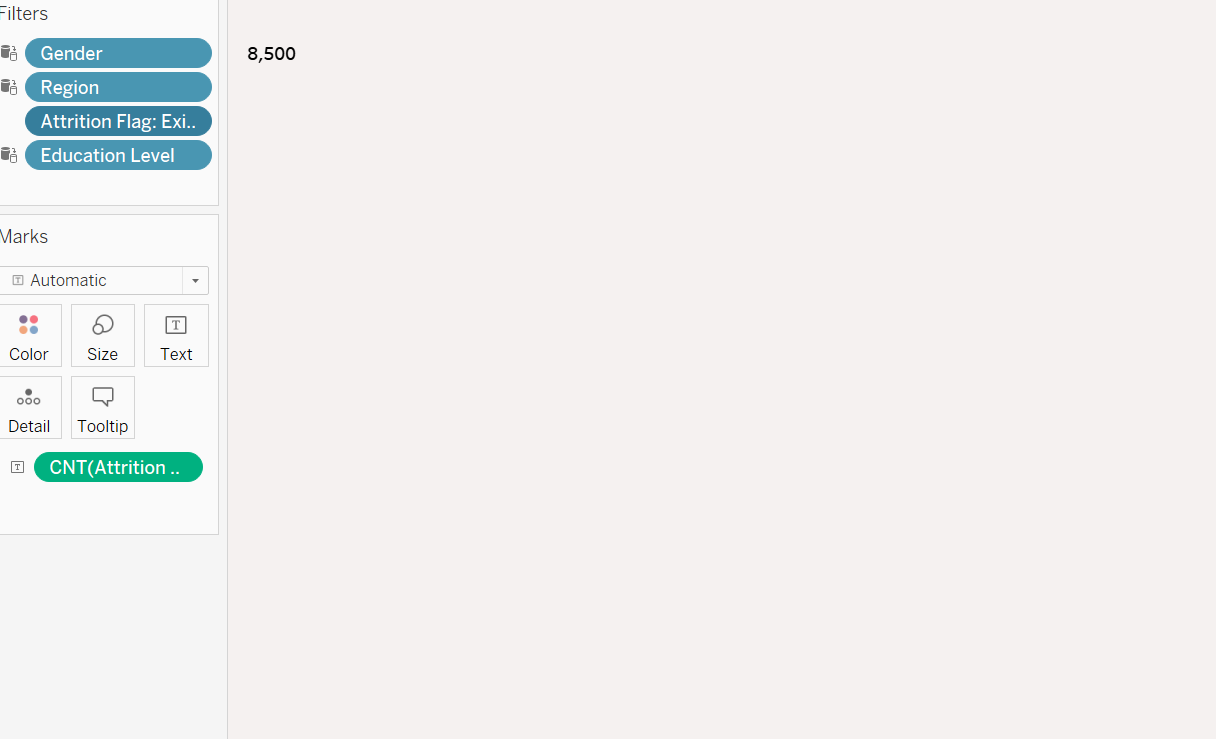 Filters
Gender
Region
Attrition Flag: Exi..
Education Level
8,500
Marks
Automatic
Color
Size
T
Text
Detail
Tooltip
CNT(Attrition ..